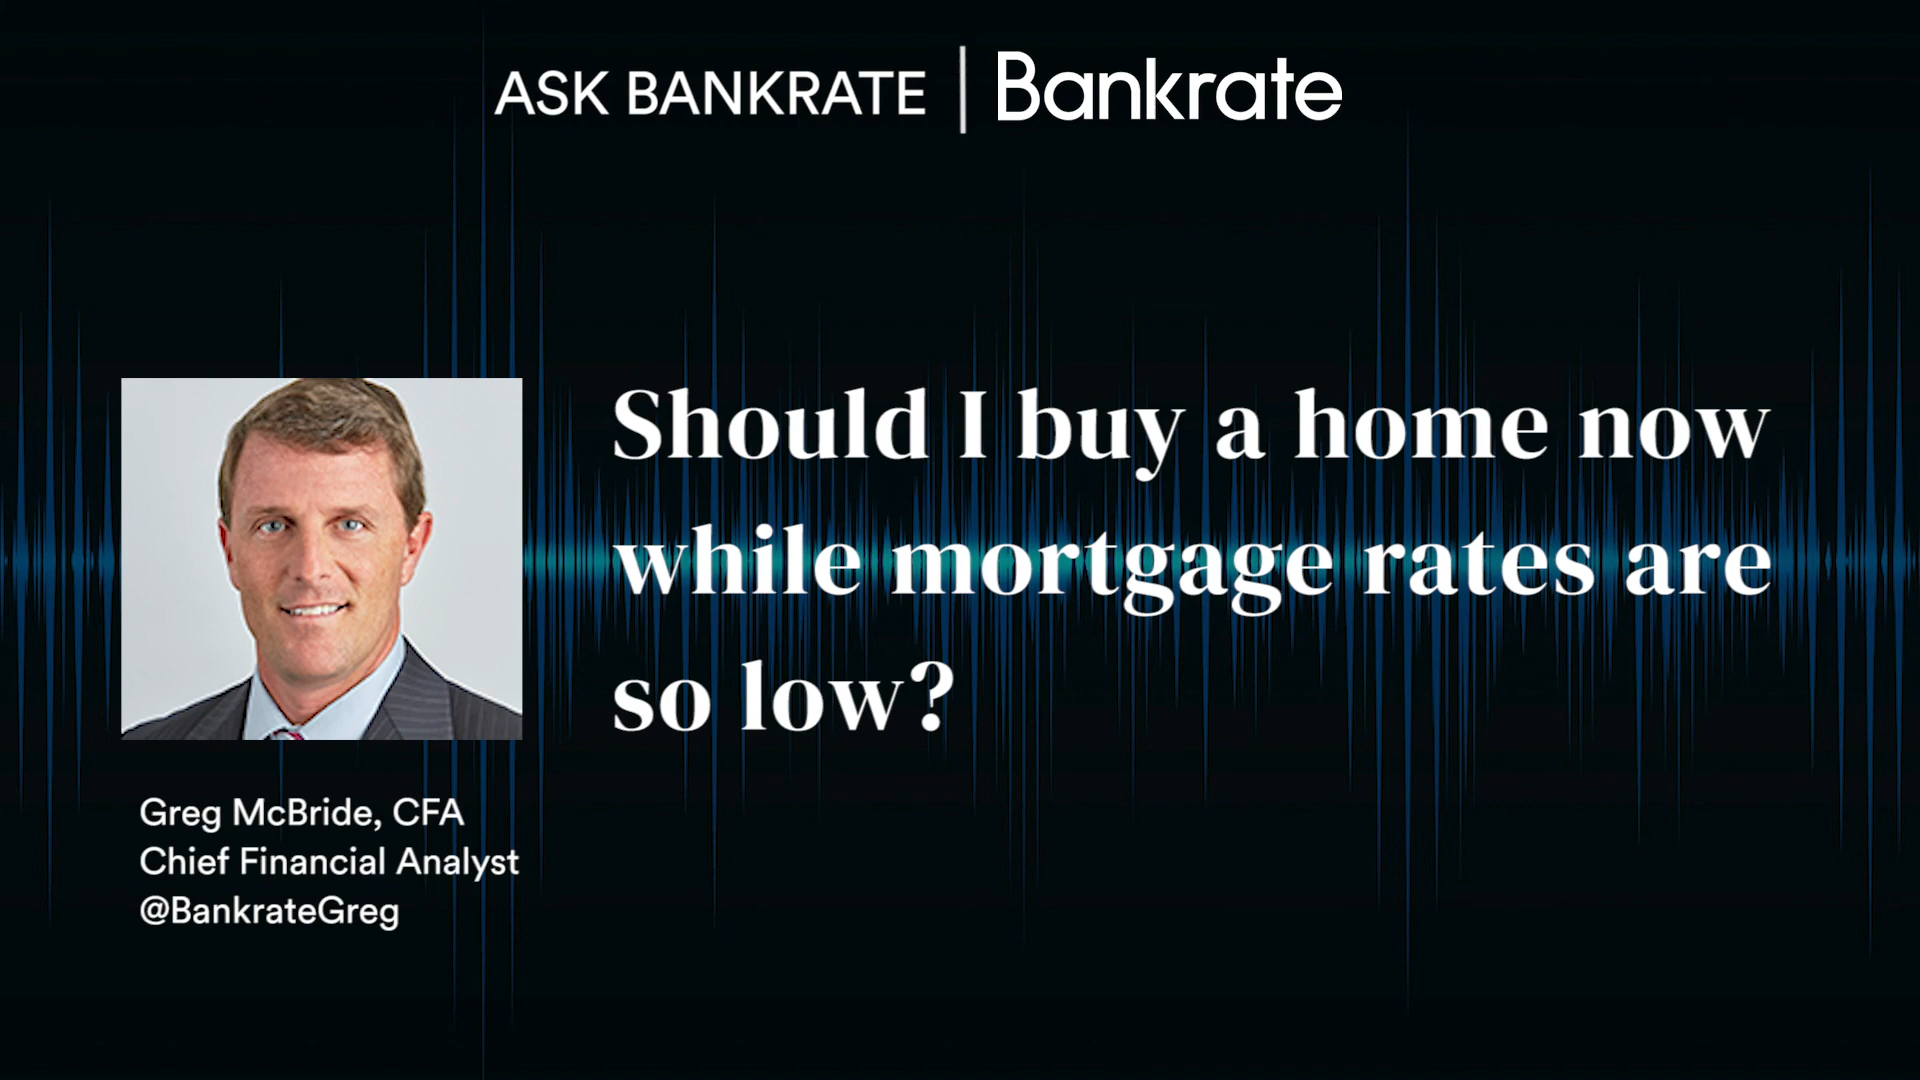 ASK BANKRATE | Bankrate
Should I buy a home now
while mortgage rates are
so low?
Greg McBride, CFA
Chief Financial Analyst
@BankrateGreg